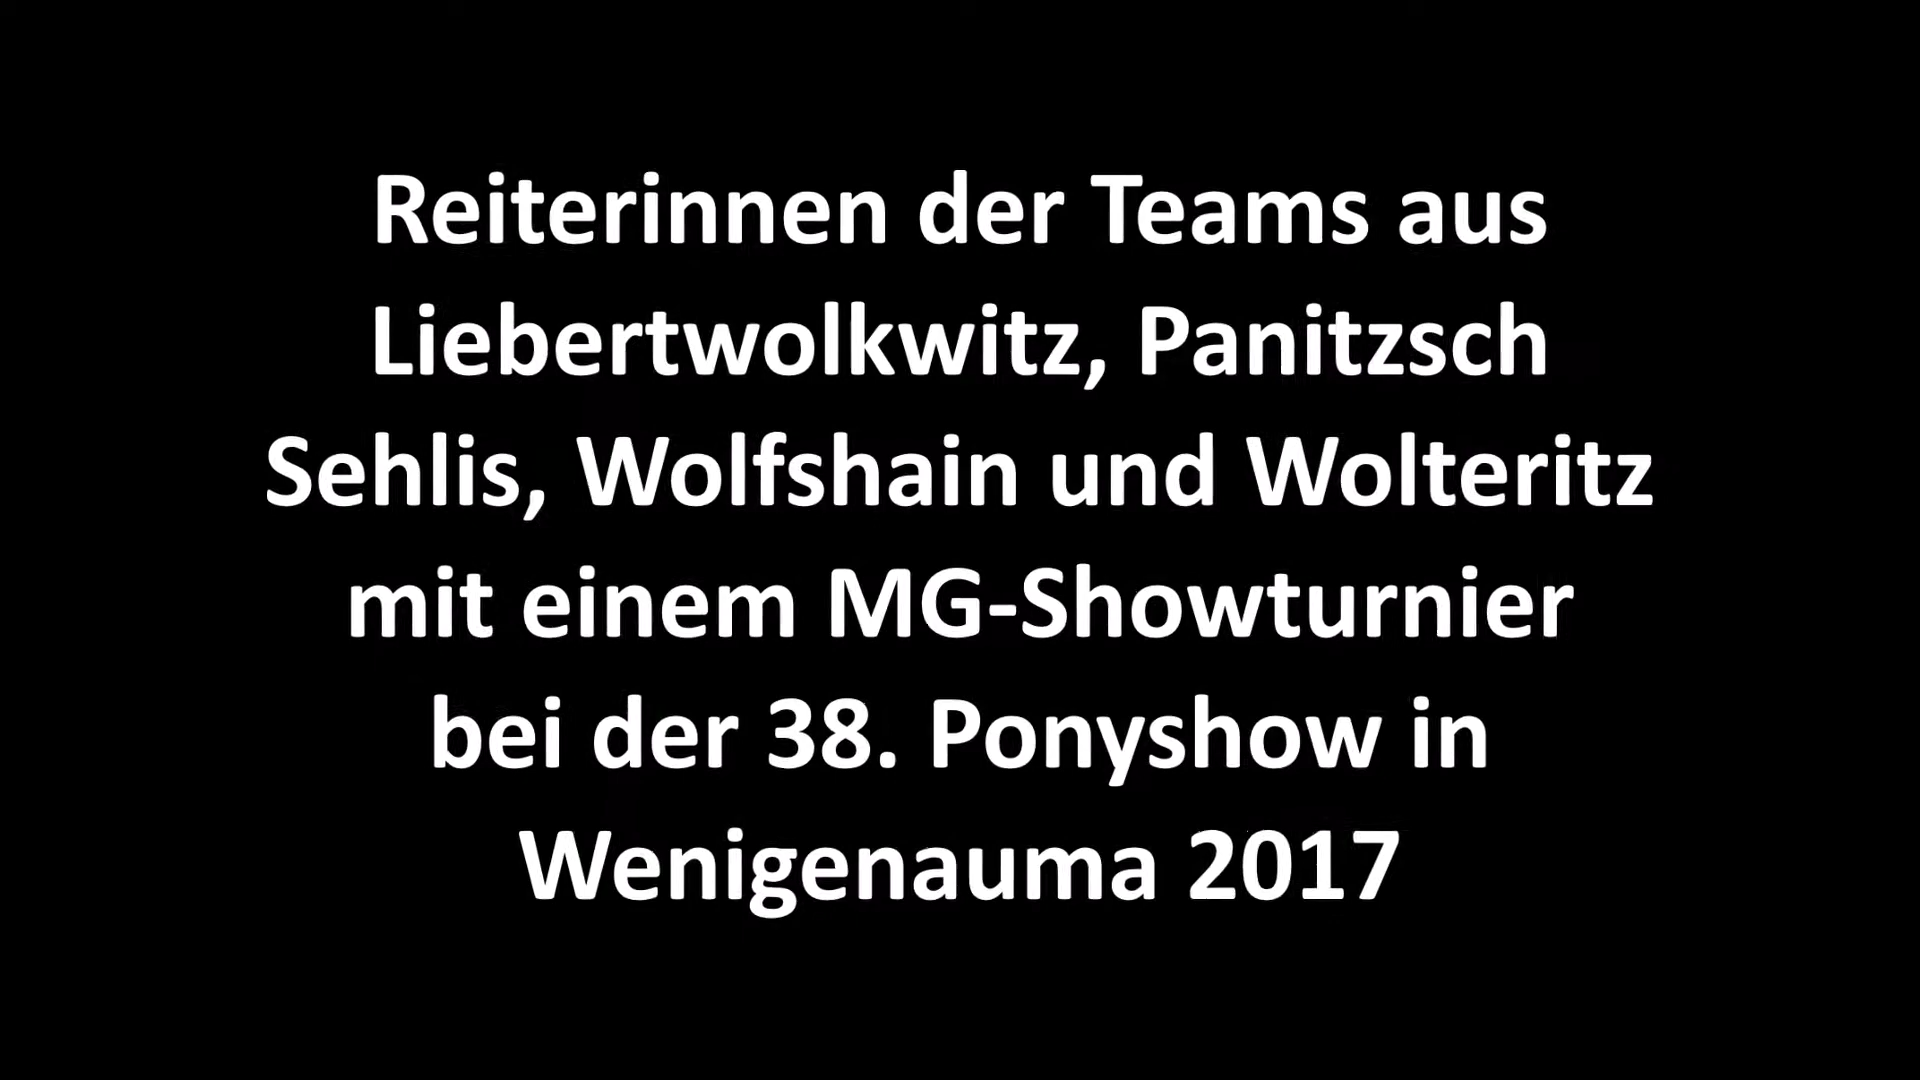 Reiterinnen der Teams aus
Liebertwolkwitz, Panitzsch
Sehlis, Wolfshain und Wolteritz
mit einem MG-Showturnier
bei der 38. Ponyshow in
Wenigenauma 2017